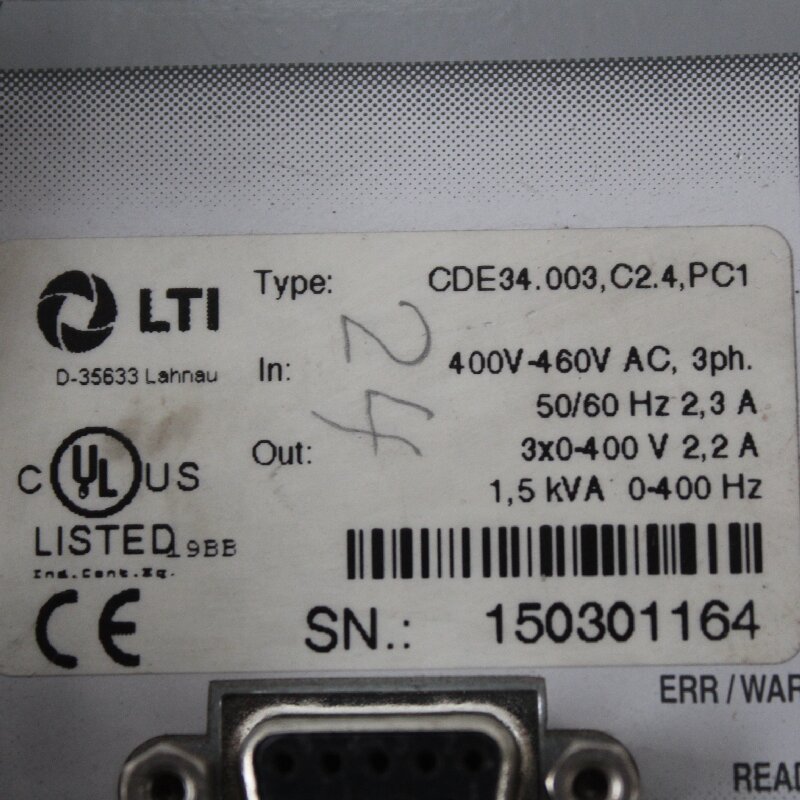 LTI
D-35633 Lahnau
Type: CDE34.003,C2.4,PC1
In: 400V-460V AC, 3ph.
50/60 Hz 2,3 A
Out: 3x0-400 V 2,2 A
1,5 kVA 0-400 Hz
24
C UL US
LISTED 19BB
Ind.Cont.Eq.
CE
SN.: 150301164
ERR/WAR
READ